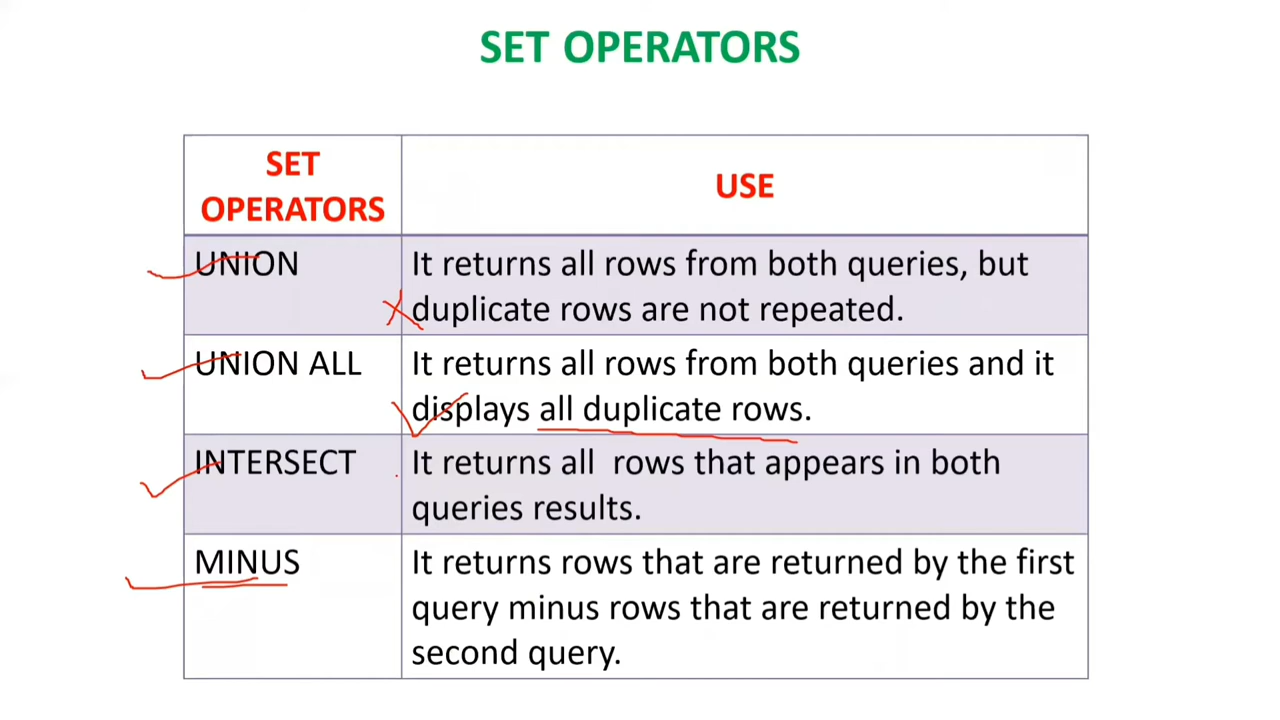 SET OPERATORS
SET
OPERATORS
USE
UNION
It returns all rows from both queries, but
duplicate rows are not repeated.
UNION ALL
It returns all rows from both queries and it
displays all duplicate rows.
INTERSECT
It returns all  rows that appears in both
queries results.
MINUS
It returns rows that are returned by the first
query minus rows that are returned by the
second query.